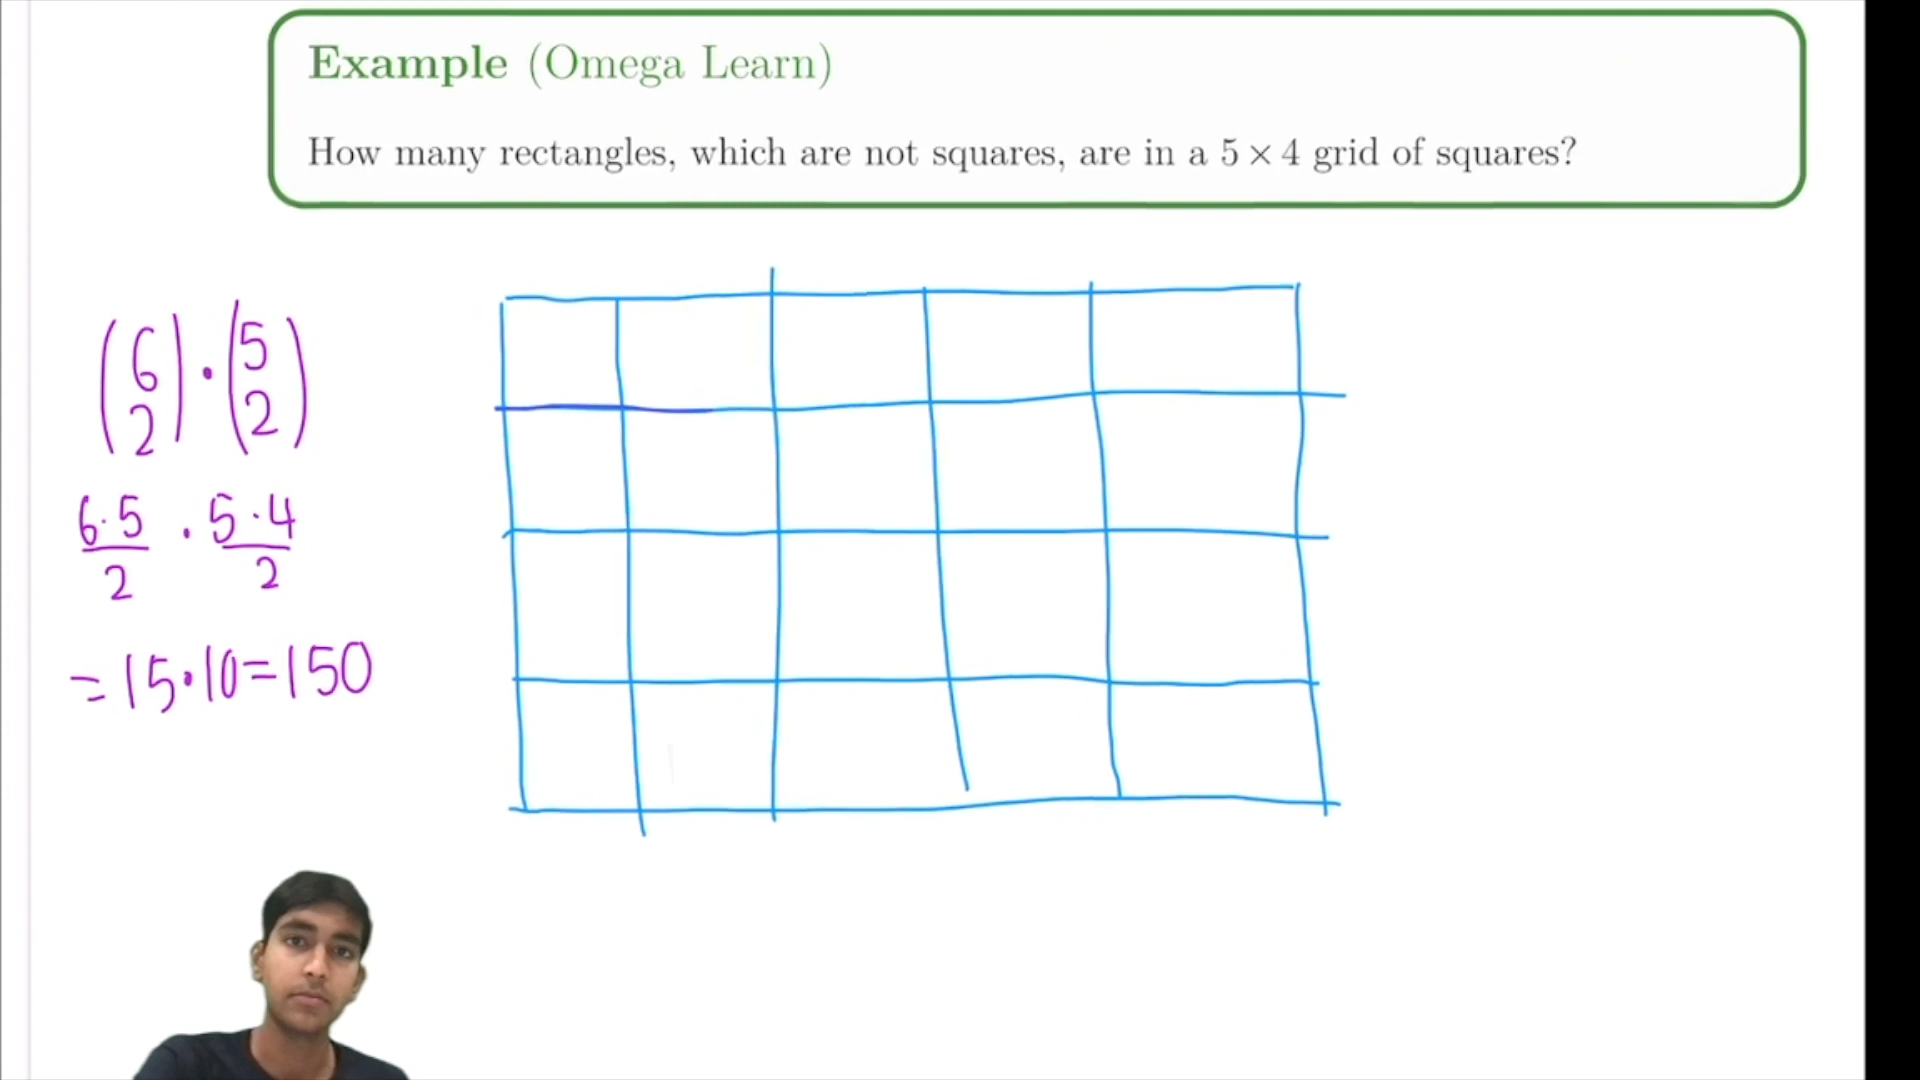 Example (Omega Learn)
How many rectangles, which are not squares, are in a 5 × 4 grid of squares?
(6 2) · (5 2)
6·5/2 · 5·4/2
= 15·10 = 150